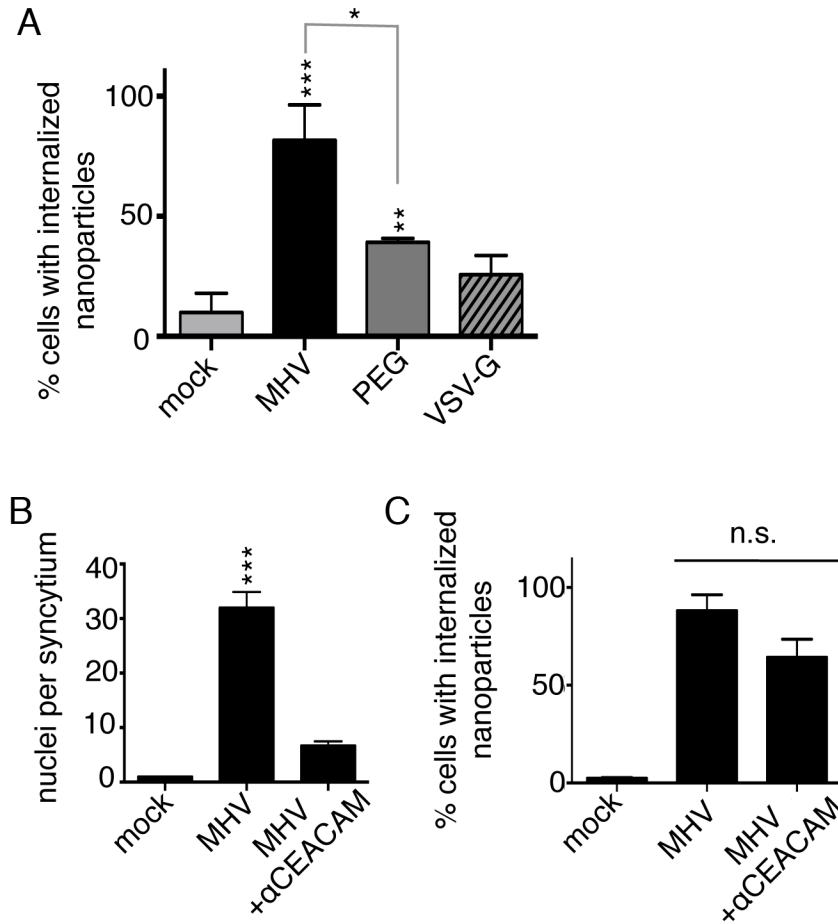 A
*
% cells with internalized
nanoparticles
100
50
0
***
**
mock
MHV
PEG
VSV-G
B
nuclei per syncytium
40
30
20
10
0
***
mock
MHV
MHV
+αCEACAM
C
% cells with internalized
nanoparticles
n.s.
100
50
0
mock
MHV
MHV
+αCEACAM